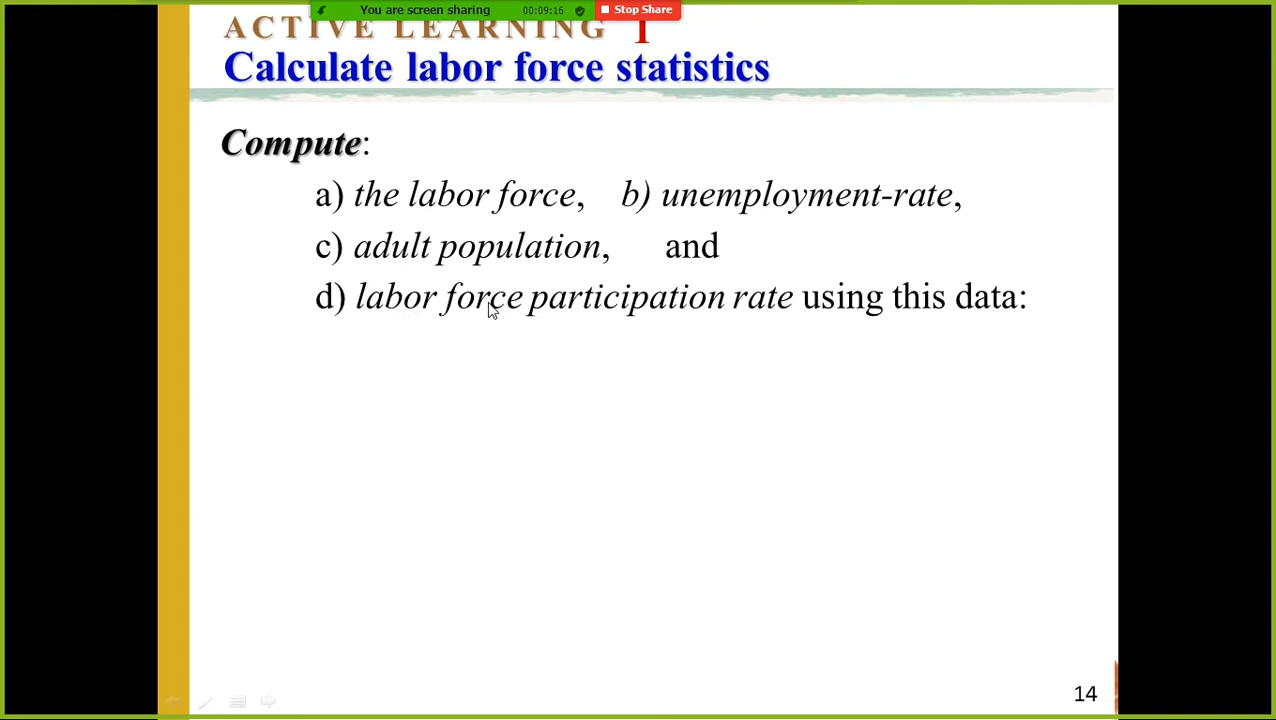 You are screen sharing 00:09:16 Stop Share
ACTIVE LEARNING 1
Calculate labor force statistics
Compute:
a) the labor force, b) unemployment-rate,
c) adult population, and
d) labor force participation rate using this data:
14